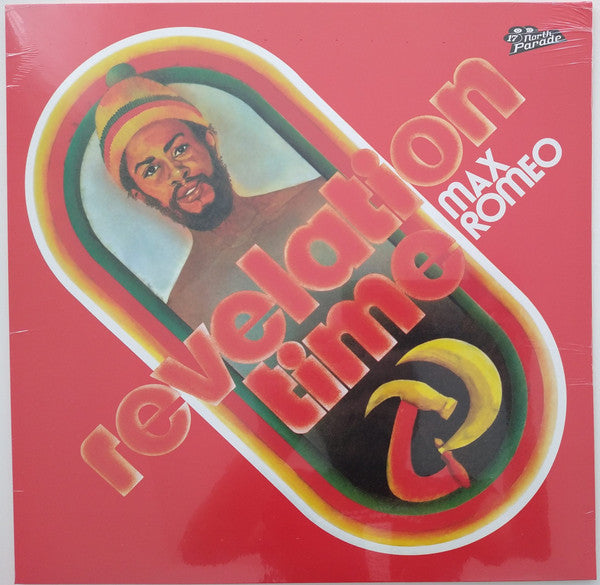 17 North
Parade
revelation
time
MAX
ROMEO